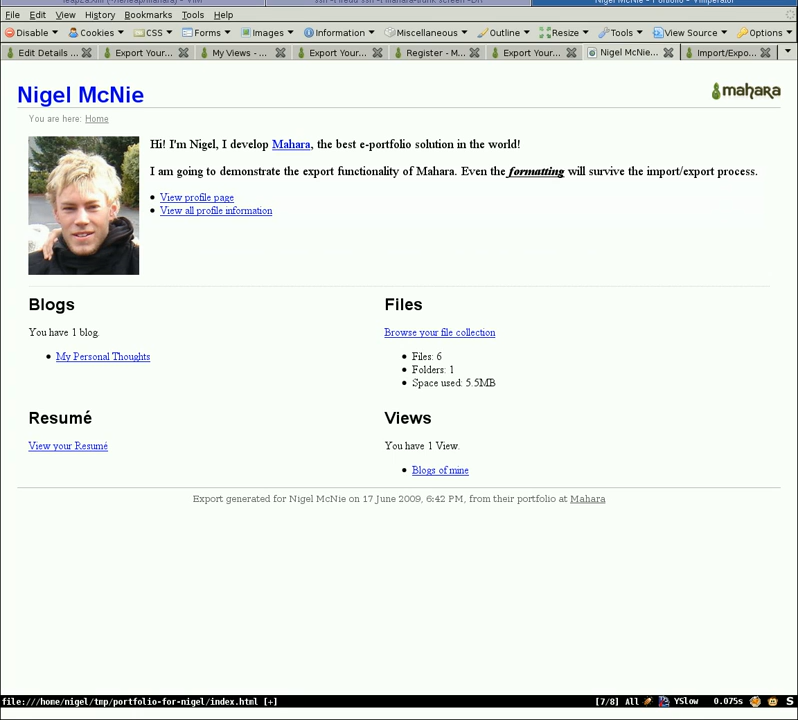 Nigel McNie - Portfolio - Vimperator
File Edit View History Bookmarks Tools Help
Disable Cookies CSS Forms Images Information Miscellaneous Outline Resize Tools View Source Options
Edit Details ... Export Your... My Views - ... Export Your... Register - M... Export Your... Nigel McNie... Import/Expo...
Nigel McNie
mahara
You are here: Home
Hi! I'm Nigel, I develop Mahara, the best e-portfolio solution in the world!
I am going to demonstrate the export functionality of Mahara. Even the formatting will survive the import/export process.
View profile page
View all profile information
Blogs
You have 1 blog.
My Personal Thoughts
Files
Browse your file collection
Files: 6
Folders: 1
Space used: 5.5MB
Resumé
View your Resumé
Views
You have 1 View.
Blogs of mine
Export generated for Nigel McNie on 17 June 2009, 6:42 PM, from their portfolio at Mahara
file:///home/nigel/tmp/portfolio-for-nigel/index.html [+] [7/8] All YSlow 0.075s S